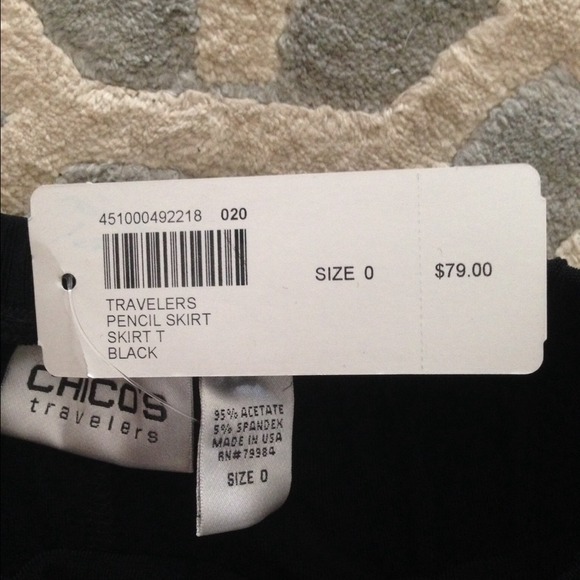 451000492218 020
TRAVELERS
PENCIL SKIRT
SKIRT T
BLACK
SIZE 0
$79.00
CHICO'S
travelers
95% ACETATE
5% SPANDEX
MADE IN USA
RN#79984
SIZE 0